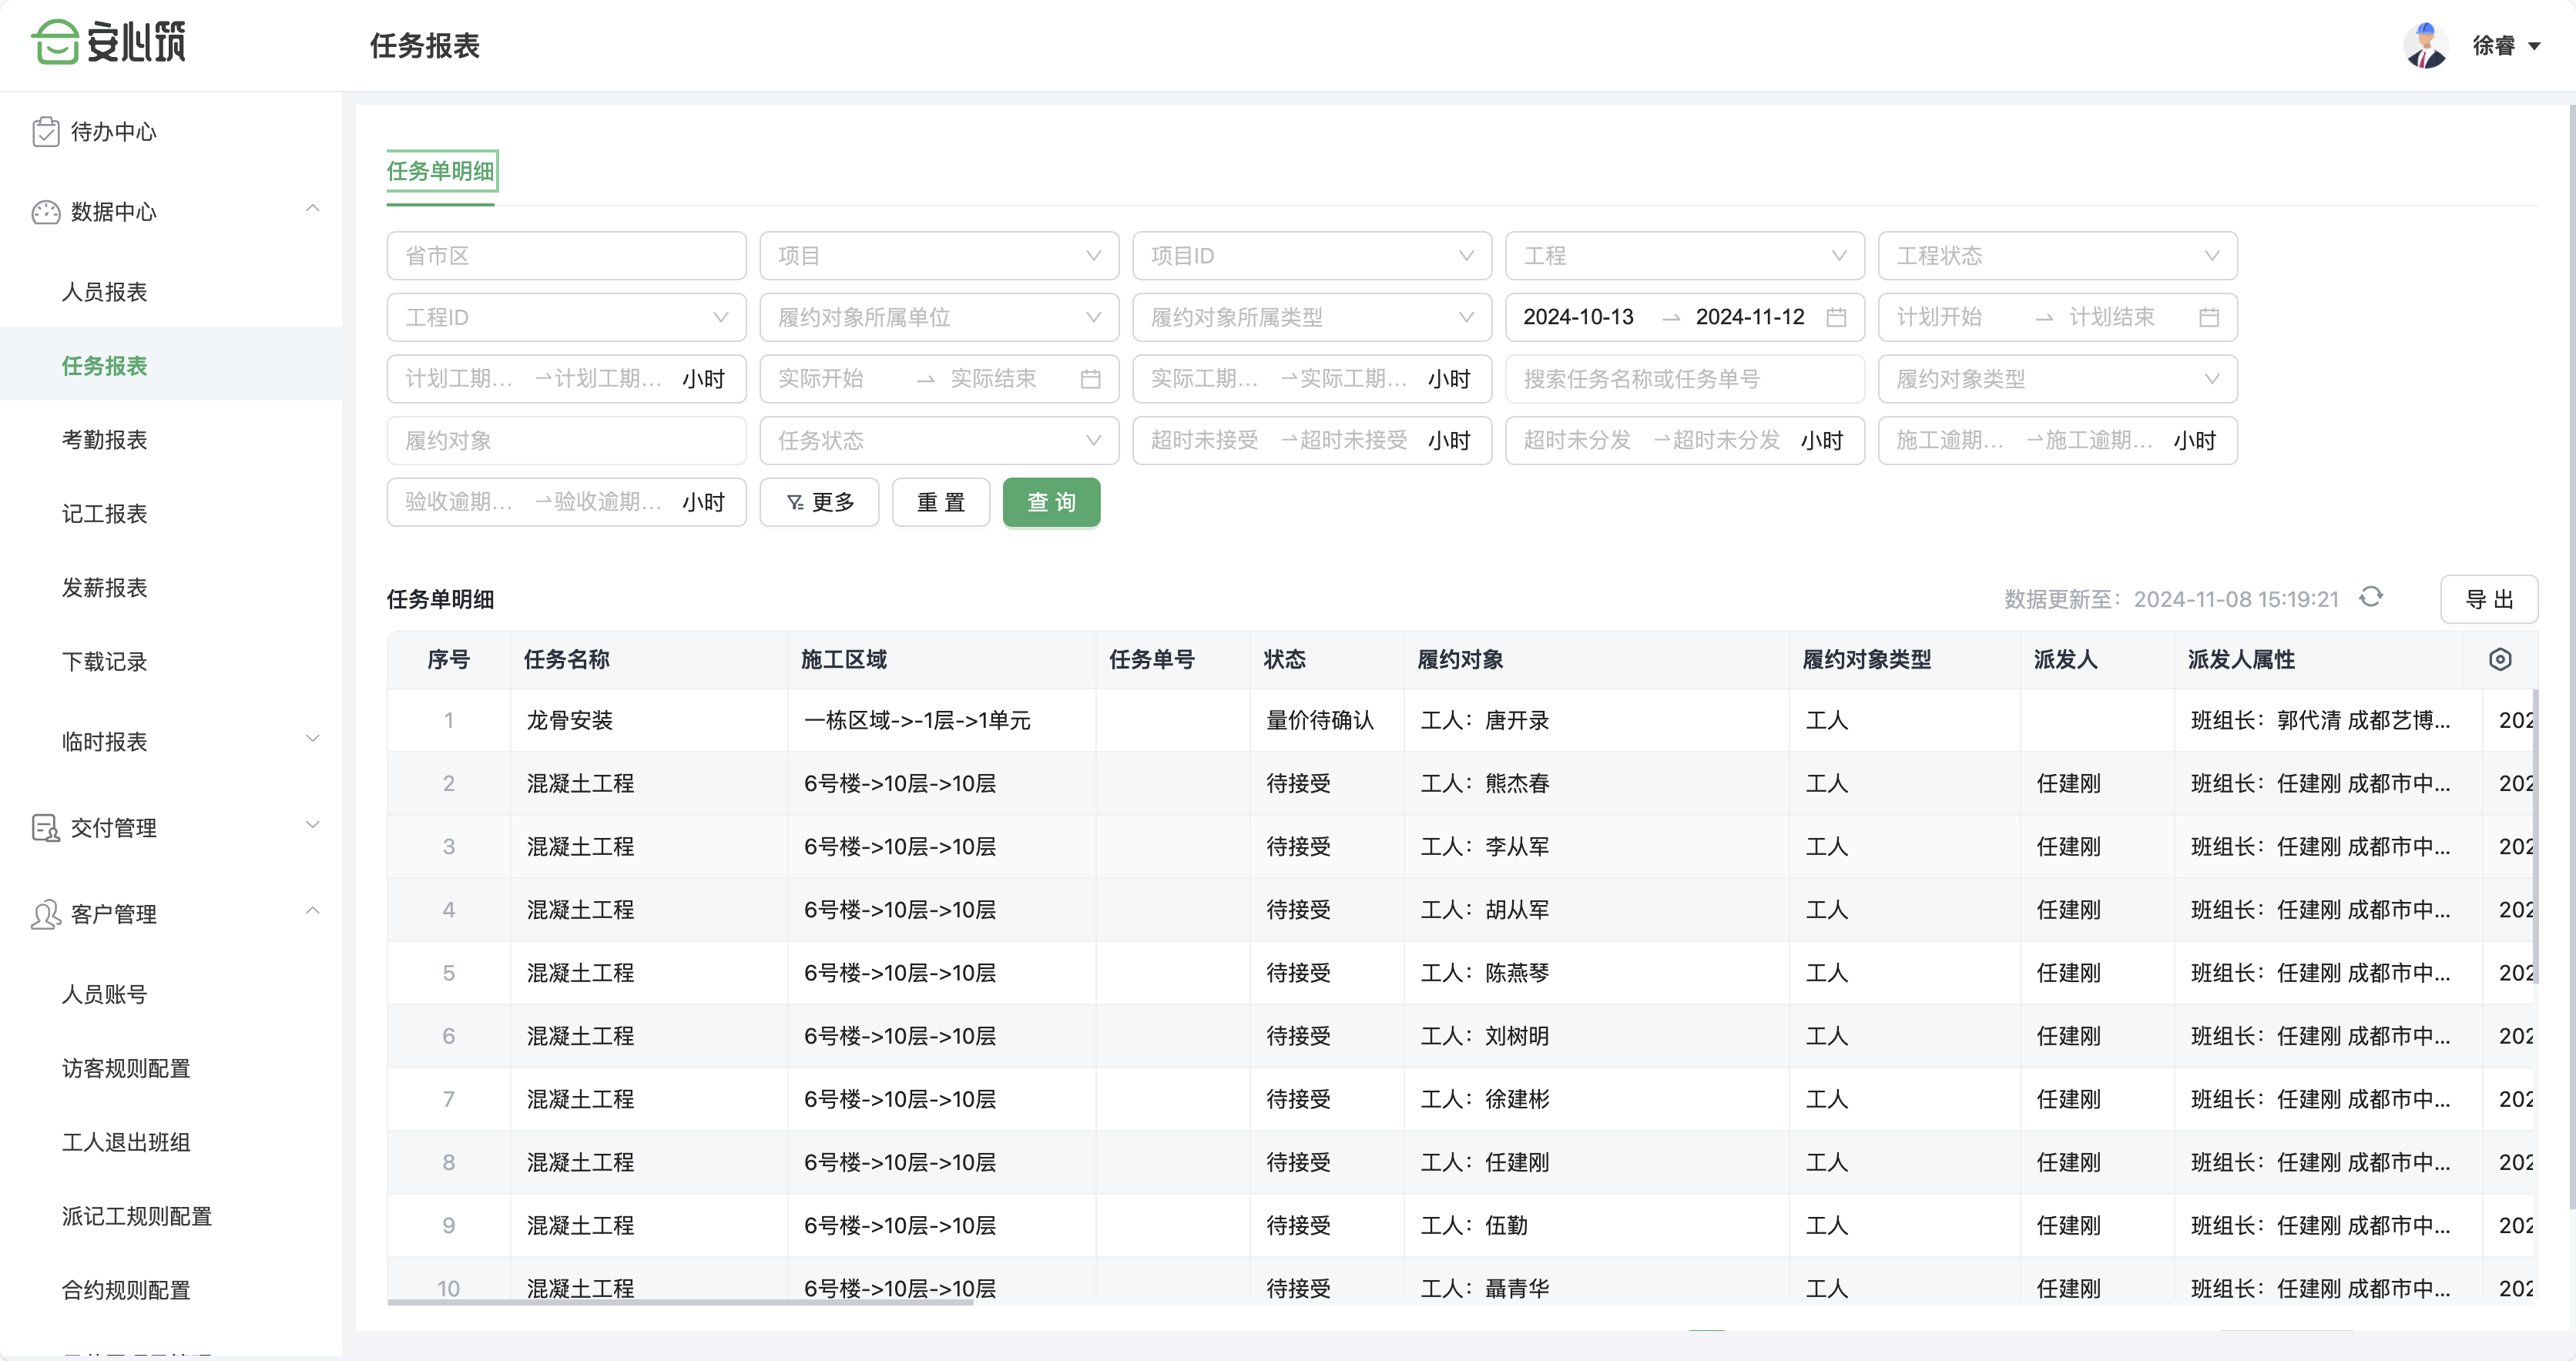 安心筑
任务报表
徐睿
待办中心
数据中心
人员报表
任务报表
考勤报表
记工报表
发薪报表
下载记录
临时报表
交付管理
客户管理
人员账号
访客规则配置
工人退出班组
派记工规则配置
合约规则配置
任务单明细
省市区 项目 项目ID 工程 工程状态
工程ID 履约对象所属单位 履约对象所属类型 2024-10-13 → 2024-11-12 计划开始 → 计划结束
计划工期... → 计划工期... 小时 实际开始 → 实际结束 实际工期... → 实际工期... 小时 搜索任务名称或任务单号 履约对象类型
履约对象 任务状态 超时未接受 → 超时未接受 小时 超时未分发 → 超时未分发 小时 施工逾期... → 施工逾期... 小时
验收逾期... → 验收逾期... 小时 更多 重置 查询
任务单明细 数据更新至：2024-11-08 15:19:21 导出
序号 任务名称 施工区域 任务单号 状态 履约对象 履约对象类型 派发人 派发人属性
1 龙骨安装 一栋区域->-1层->1单元 量价待确认 工人：唐开录 工人 班组长：郭代清 成都艺博... 202
2 混凝土工程 6号楼->10层->10层 待接受 工人：熊杰春 工人 任建刚 班组长：任建刚 成都市中... 202
3 混凝土工程 6号楼->10层->10层 待接受 工人：李从军 工人 任建刚 班组长：任建刚 成都市中... 202
4 混凝土工程 6号楼->10层->10层 待接受 工人：胡从军 工人 任建刚 班组长：任建刚 成都市中... 202
5 混凝土工程 6号楼->10层->10层 待接受 工人：陈燕琴 工人 任建刚 班组长：任建刚 成都市中... 202
6 混凝土工程 6号楼->10层->10层 待接受 工人：刘树明 工人 任建刚 班组长：任建刚 成都市中... 202
7 混凝土工程 6号楼->10层->10层 待接受 工人：徐建彬 工人 任建刚 班组长：任建刚 成都市中... 202
8 混凝土工程 6号楼->10层->10层 待接受 工人：任建刚 工人 任建刚 班组长：任建刚 成都市中... 202
9 混凝土工程 6号楼->10层->10层 待接受 工人：伍勤 工人 任建刚 班组长：任建刚 成都市中... 202
10 混凝土工程 6号楼->10层->10层 待接受 工人：聶青华 工人 任建刚 班组长：任建刚 成都市中... 202